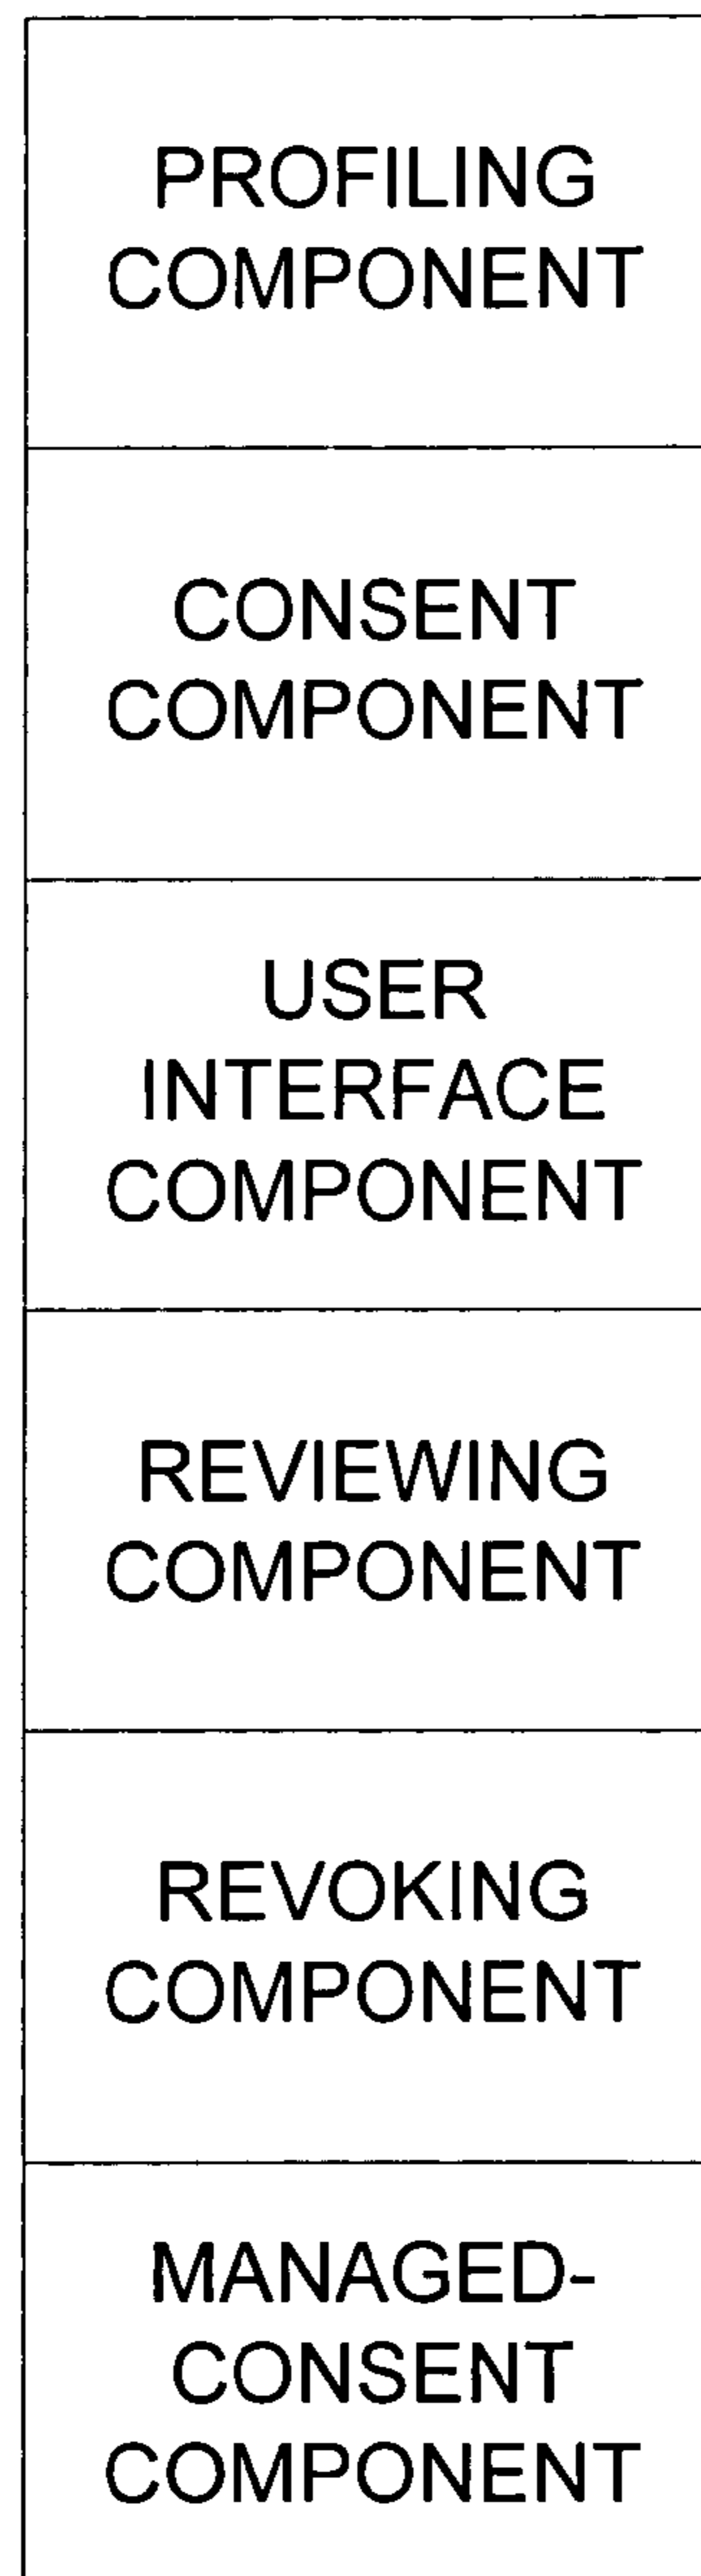 PROFILING
COMPONENT
CONSENT
COMPONENT
USER
INTERFACE
COMPONENT
REVIEWING
COMPONENT
REVOKING
COMPONENT
MANAGED-
CONSENT
COMPONENT